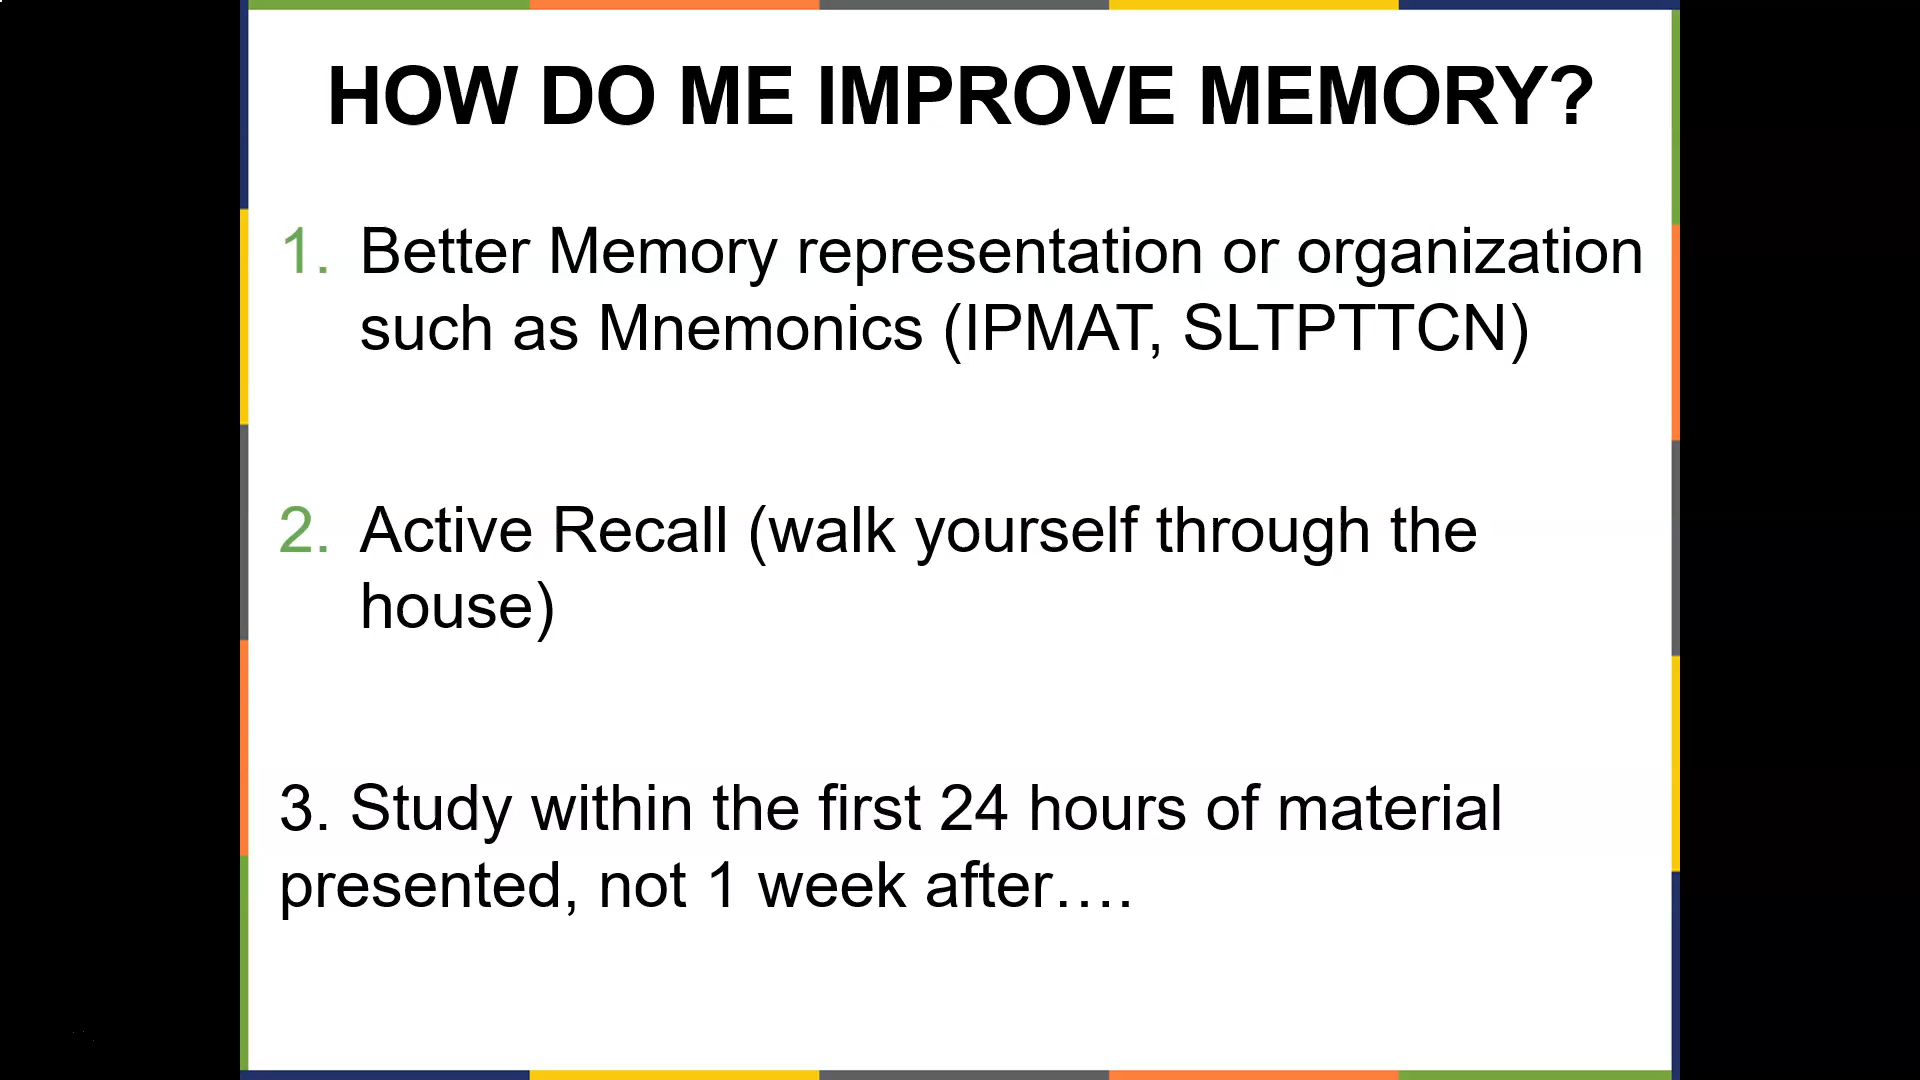 HOW DO ME IMPROVE MEMORY?
1. Better Memory representation or organization
such as Mnemonics (IPMAT, SLTPTTCN)
2. Active Recall (walk yourself through the
house)
3. Study within the first 24 hours of material
presented, not 1 week after….